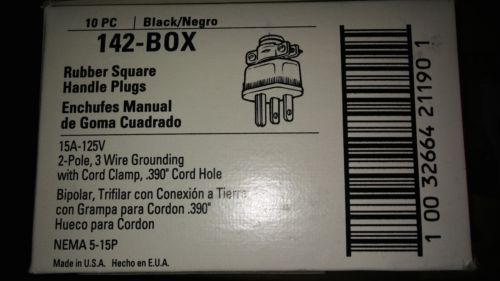 10 PC Black/Negro
142-BOX
Rubber Square
Handle Plugs
Enchufes Manual
de Goma Cuadrado
15A-125V
2-Pole, 3 Wire Grounding
with Cord Clamp, .390" Cord Hole
Bipolar, Trifilar con Conexión a Tierra
con Grampa para Cordon .390"
Hueco para Cordon
NEMA 5-15P
Made in U.S.A. Hecho en E.U.A.
1 00 32664 21190 1